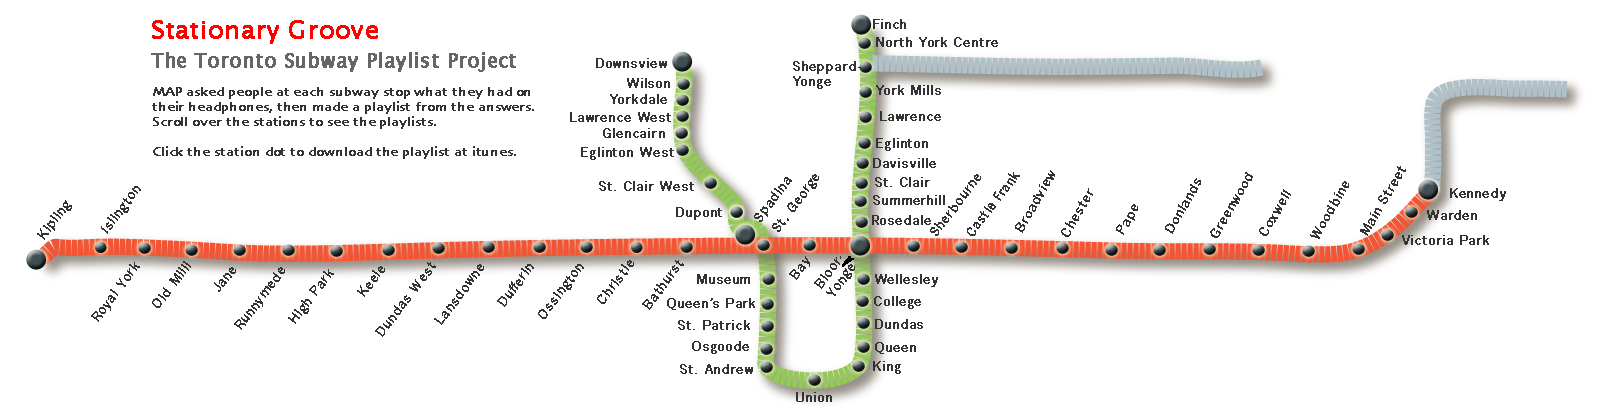 Stationary Groove
The Toronto Subway Playlist Project
MAP asked people at each subway stop what they had on
their headphones, then made a playlist from the answers.
Scroll over the stations to see the playlists.
Click the station dot to download the playlist at itunes.
Downsview
Wilson
Yorkdale
Lawrence West
Glencairn
Eglinton West
St. Clair West
Dupont
Spadina
St. George
Museum
Queen's Park
St. Patrick
Osgoode
St. Andrew
Union
Finch
North York Centre
Sheppard-
Yonge
York Mills
Lawrence
Eglinton
Davisville
St. Clair
Summerhill
Rosedale
Bloor
Yonge
Wellesley
College
Dundas
Queen
King
Kipling
Islington
Royal York
Old Mill
Jane
Runnymede
High Park
Keele
Dundas West
Lansdowne
Dufferin
Ossington
Christie
Bathurst
Bay
Sherbourne
Castle Frank
Broadview
Chester
Pape
Donlands
Greenwood
Coxwell
Woodbine
Main Street
Victoria Park
Warden
Kennedy